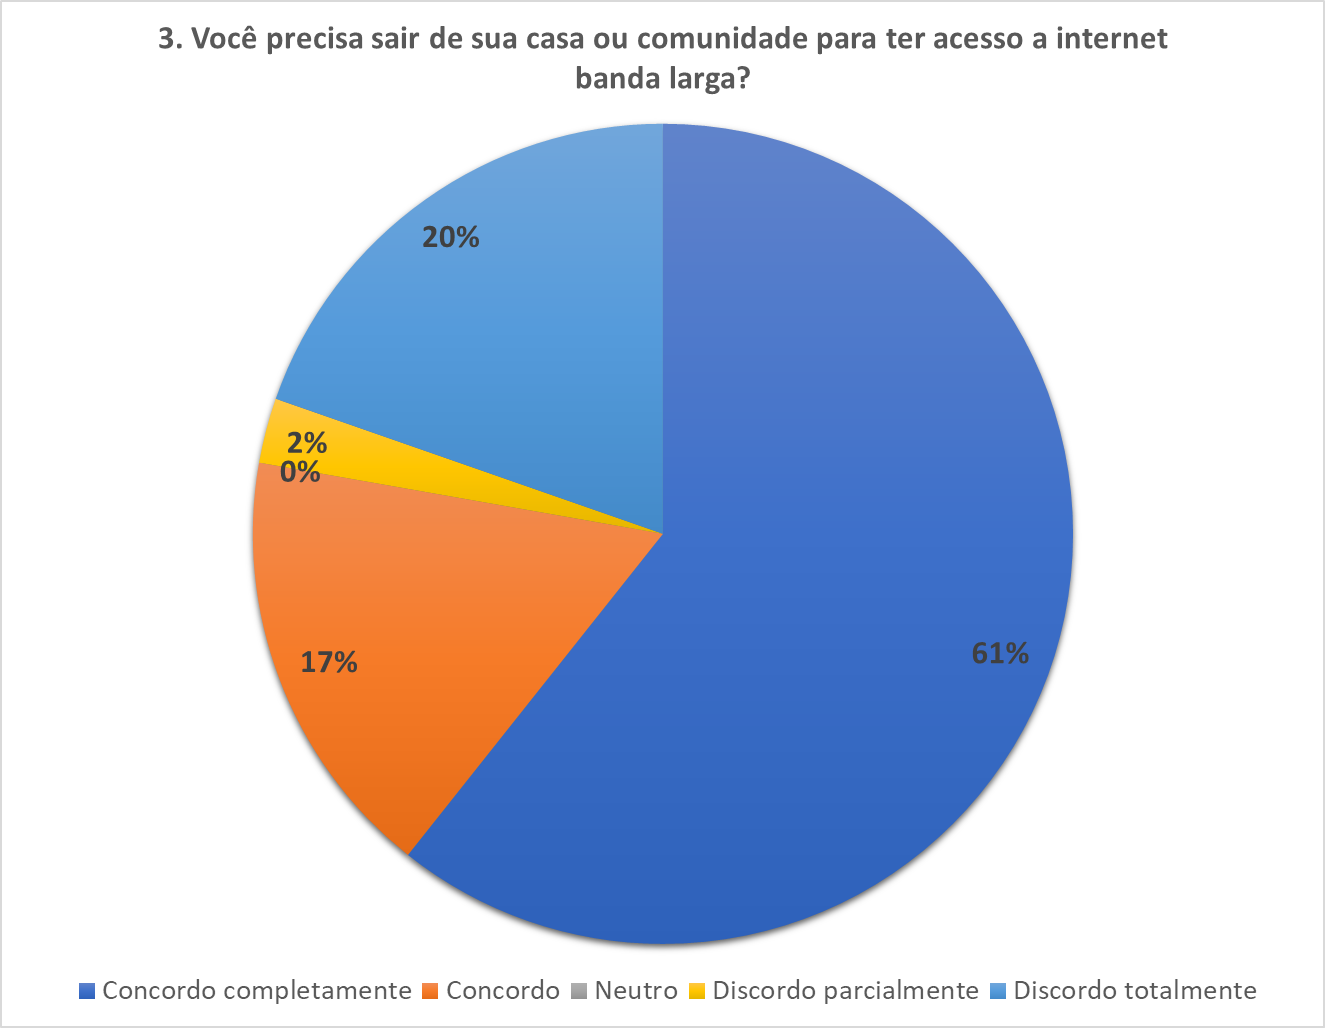 3. Você precisa sair de sua casa ou comunidade para ter acesso a internet
banda larga?
20%
2%
0%
17%
61%
Concordo completamente Concordo Neutro Discordo parcialmente Discordo totalmente